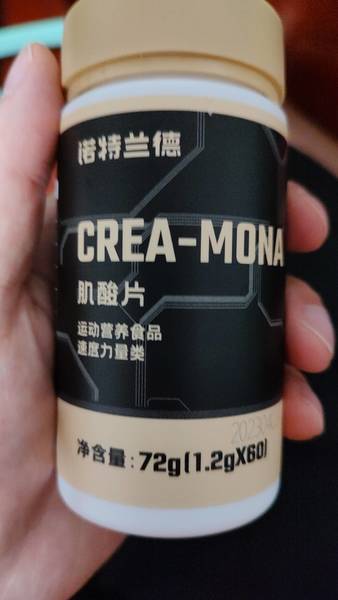 诺特兰德
CREA-MONA
肌酸片
运动营养食品
速度力量类
净含量:72g(1.2gX60)